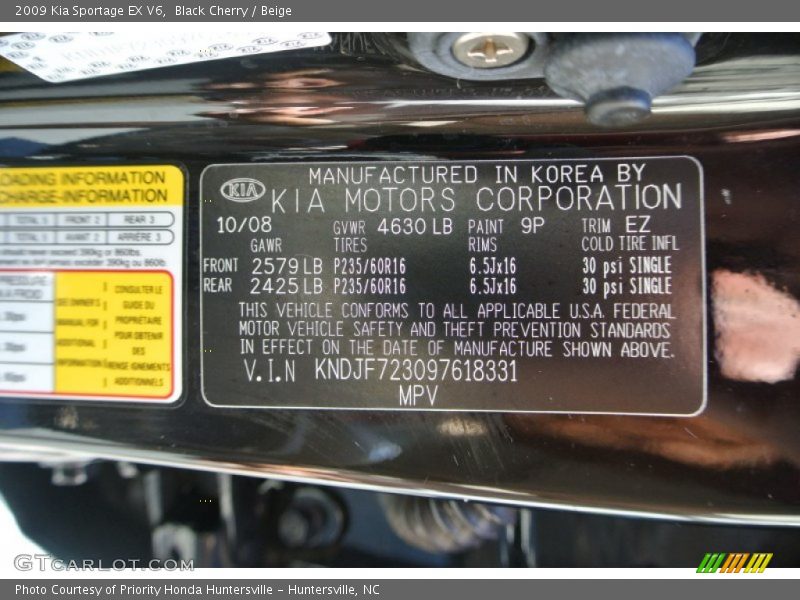 2009 Kia Sportage EX V6,  Black Cherry / Beige
LOADING INFORMATION
CHARGE-INFORMATION
TOTAL 5 FRONT 2 REAR 3
TOTAL 5 AVANT 2 ARRIÈRE 3
SEE OWNER'S
MANUAL FOR
ADDITIONAL
INFORMATION
CONSULTER LE
GUIDE DU
PROPRÉTAIRE
POUR OBTENIR
DES
RENSEIGNEMENTS
ADDITIONNELS
KIA
MANUFACTURED IN KOREA BY
KIA MOTORS CORPORATION
10/08 GVWR 4630 LB PAINT 9P TRIM EZ
GAWR TIRES RIMS COLD TIRE INFL
FRONT 2579 LB P235/60R16 6.5Jx16 30 psi SINGLE
REAR 2425 LB P235/60R16 6.5Jx16 30 psi SINGLE
THIS VEHICLE CONFORMS TO ALL APPLICABLE U.S.A. FEDERAL
MOTOR VEHICLE SAFETY AND THEFT PREVENTION STANDARDS
IN EFFECT ON THE DATE OF MANUFACTURE SHOWN ABOVE.
V.I.N KNDJF723097618331
MPV
GTCARLOT.COM
Photo Courtesy of Priority Honda Huntersville - Huntersville, NC